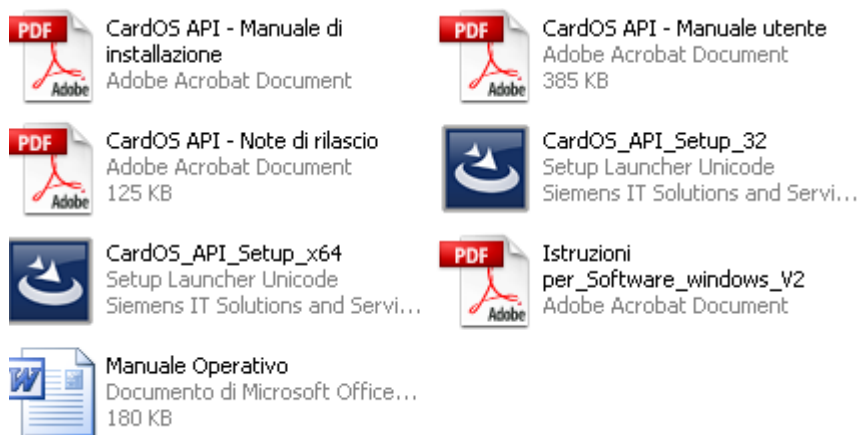 PDF
Adobe
CardOS API - Manuale di
installazione
Adobe Acrobat Document
PDF
Adobe
CardOS API - Manuale utente
Adobe Acrobat Document
385 KB
PDF
Adobe
CardOS API - Note di rilascio
Adobe Acrobat Document
125 KB
CardOS_API_Setup_32
Setup Launcher Unicode
Siemens IT Solutions and Servi...
CardOS_API_Setup_x64
Setup Launcher Unicode
Siemens IT Solutions and Servi...
PDF
Adobe
Istruzioni
per_Software_windows_V2
Adobe Acrobat Document
W
Manuale Operativo
Documento di Microsoft Office...
180 KB